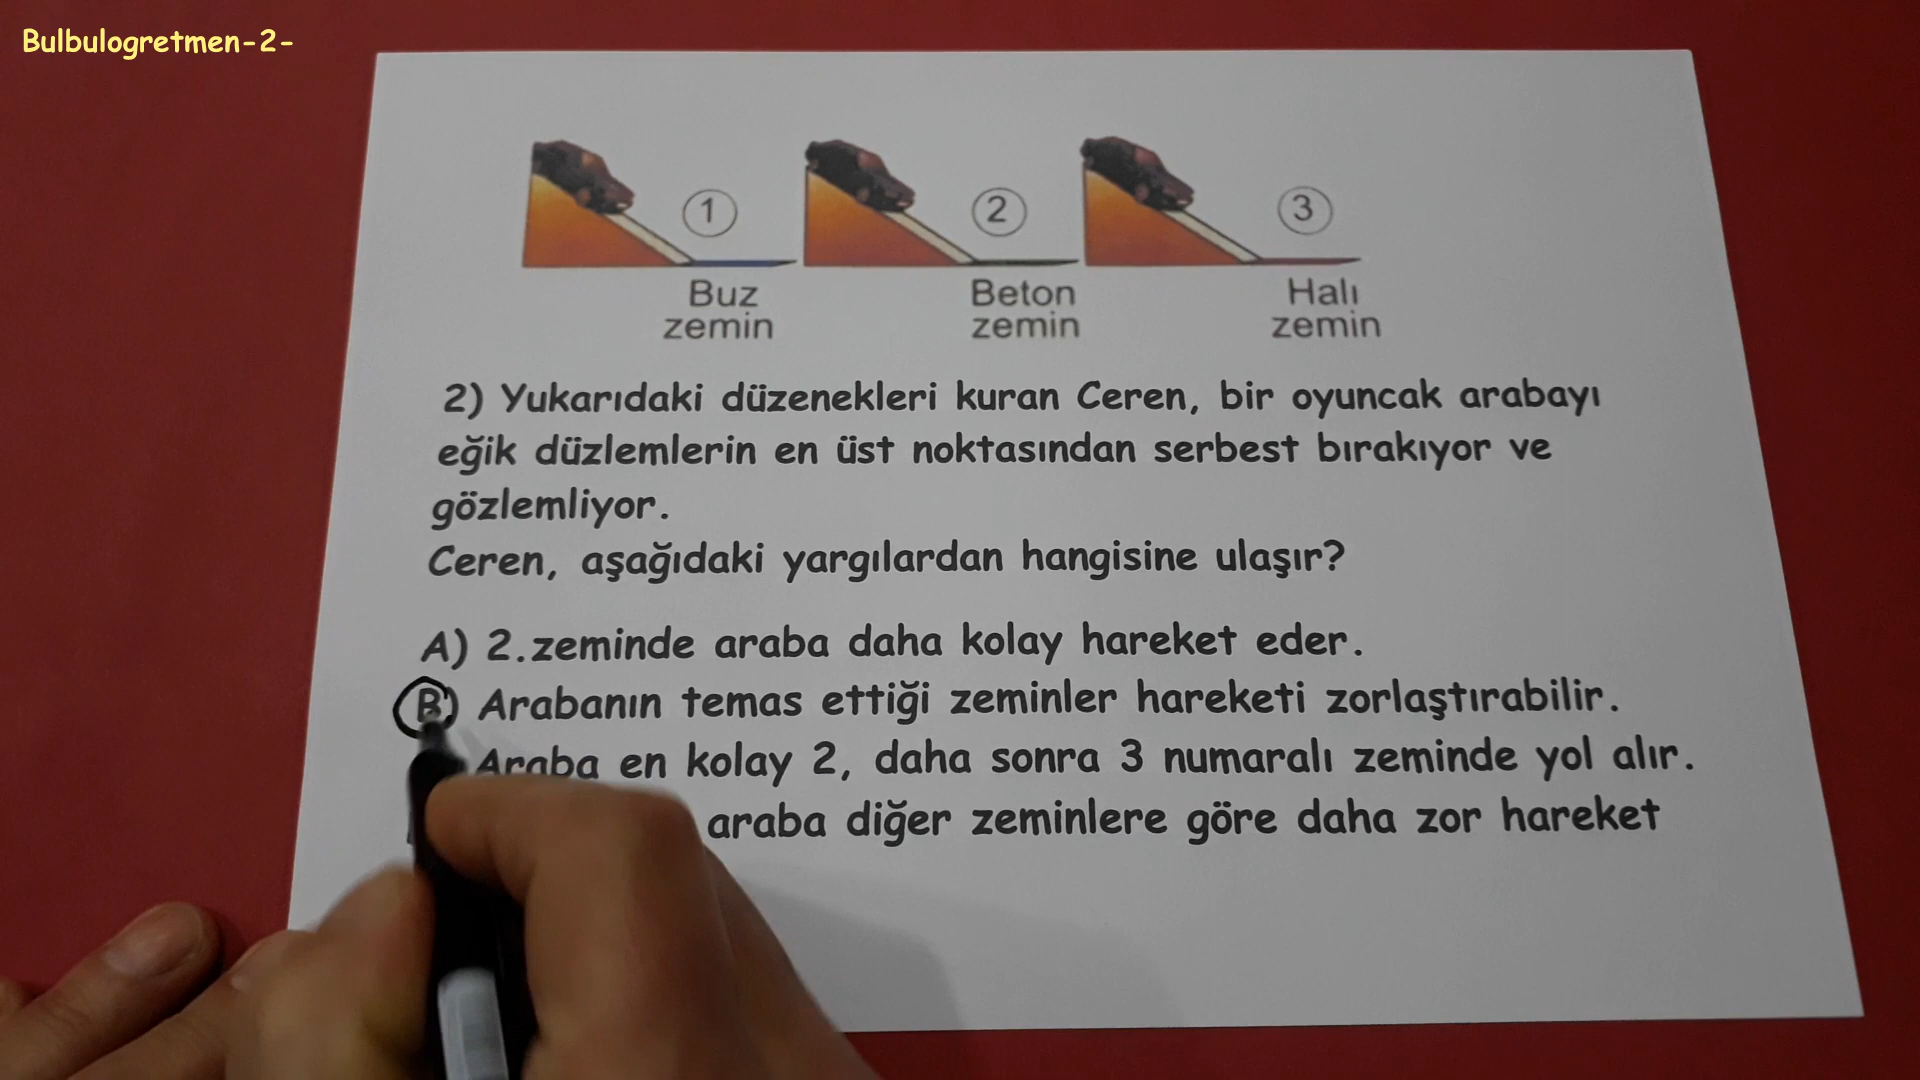 Bulbulogretmen-2-
1 2 3
Buz zemin
Beton zemin
Halı zemin
2) Yukarıdaki düzenekleri kuran Ceren, bir oyuncak arabayı
eğik düzlemlerin en üst noktasından serbest bırakıyor ve
gözlemliyor.
Ceren, aşağıdaki yargılardan hangisine ulaşır?
A) 2.zeminde araba daha kolay hareket eder.
B) Arabanın temas ettiği zeminler hareketi zorlaştırabilir.
Araba en kolay 2, daha sonra 3 numaralı zeminde yol alır.
araba diğer zeminlere göre daha zor hareket